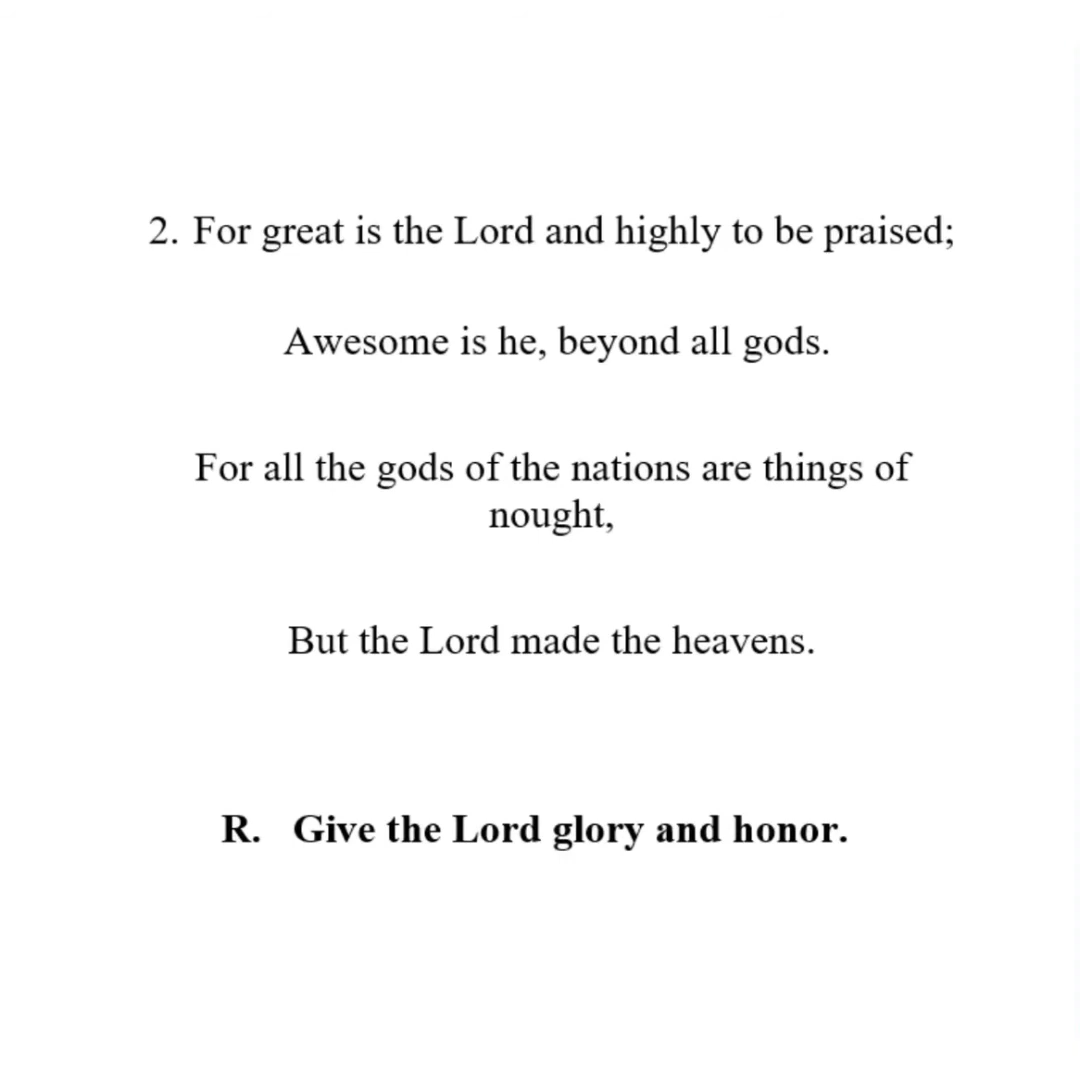 2. For great is the Lord and highly to be praised;
Awesome is he, beyond all gods.
For all the gods of the nations are things of
nought,
But the Lord made the heavens.
R. Give the Lord glory and honor.